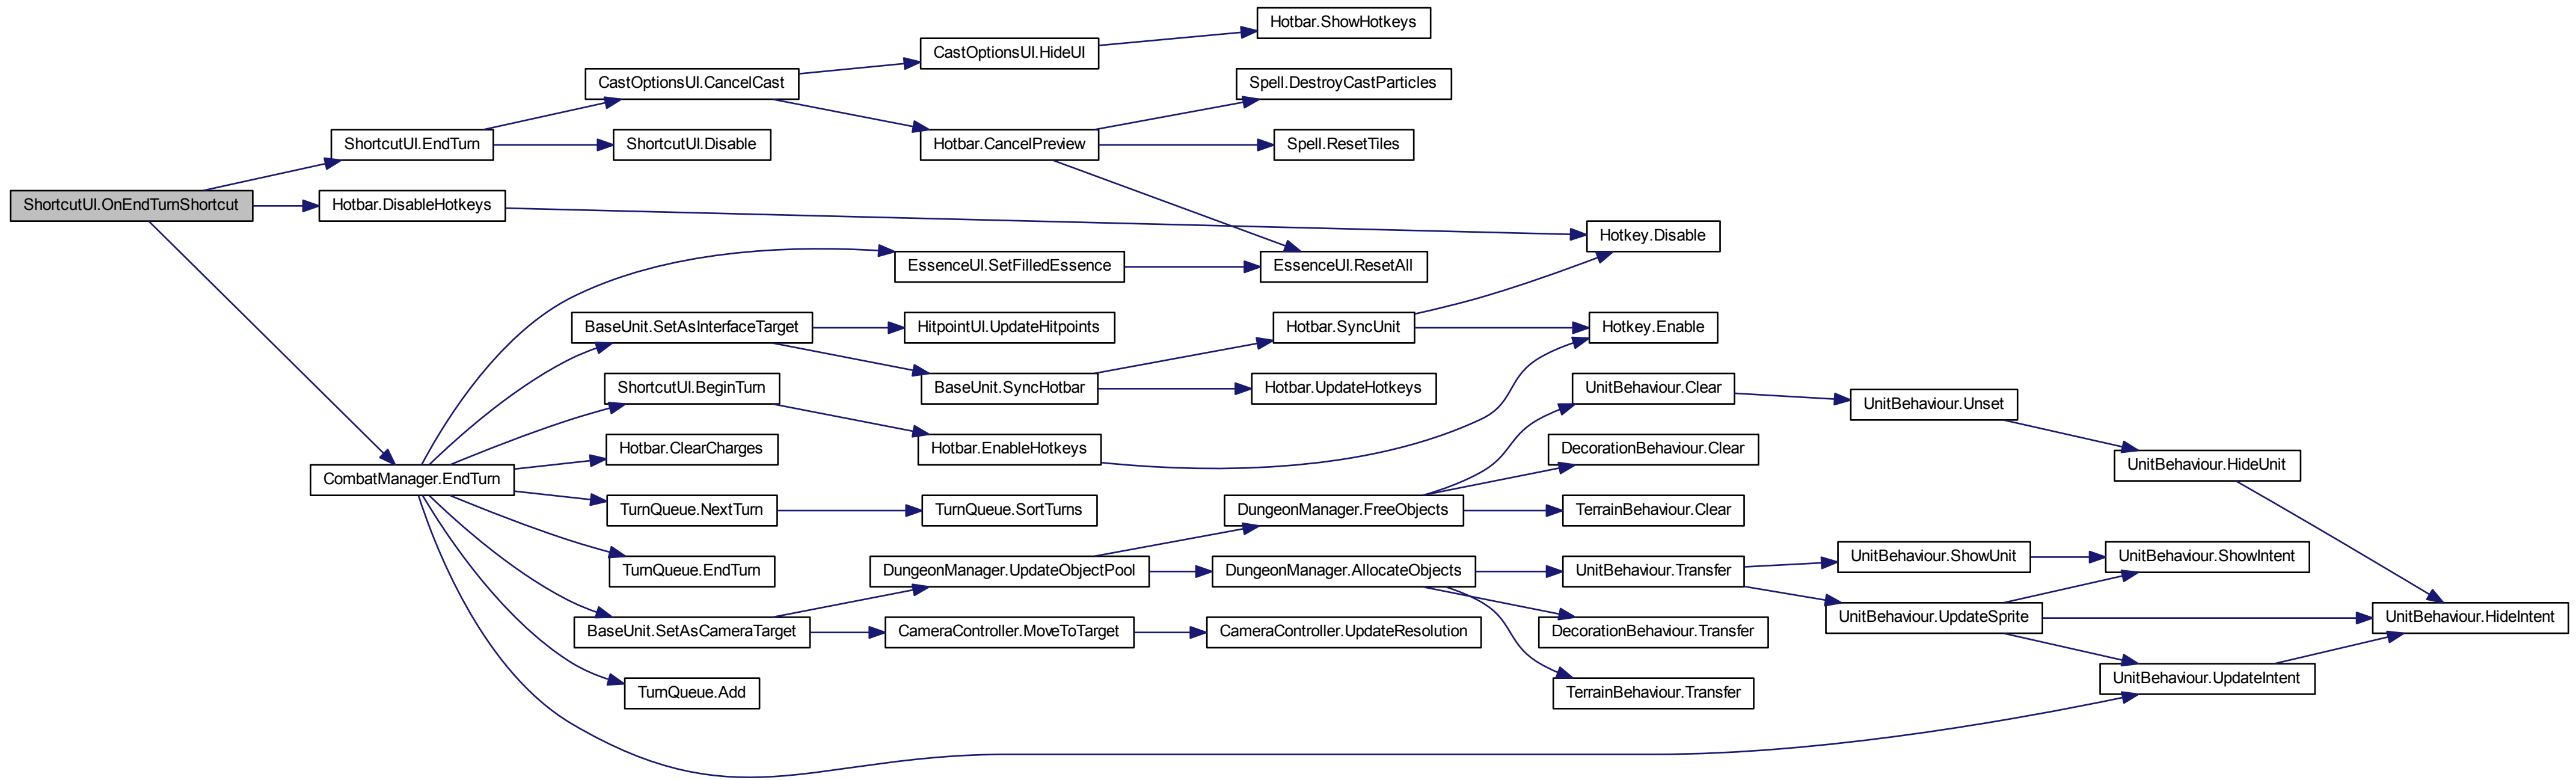 Hotbar.ShowHotkeys
CastOptionsUI.HideUI
CastOptionsUI.CancelCast
Spell.DestroyCastParticles
ShortcutUI.EndTurn
ShortcutUI.Disable
Hotbar.CancelPreview
Spell.ResetTiles
ShortcutUI.OnEndTurnShortcut
Hotbar.DisableHotkeys
Hotkey.Disable
EssenceUI.SetFilledEssence
EssenceUI.ResetAll
BaseUnit.SetAsInterfaceTarget
HitpointUI.UpdateHitpoints
Hotbar.SyncUnit
Hotkey.Enable
ShortcutUI.BeginTurn
BaseUnit.SyncHotbar
Hotbar.UpdateHotkeys
UnitBehaviour.Clear
UnitBehaviour.Unset
Hotbar.ClearCharges
Hotbar.EnableHotkeys
DecorationBehaviour.Clear
UnitBehaviour.HideUnit
CombatManager.EndTurn
TurnQueue.NextTurn
TurnQueue.SortTurns
DungeonManager.FreeObjects
TerrainBehaviour.Clear
TurnQueue.EndTurn
DungeonManager.UpdateObjectPool
DungeonManager.AllocateObjects
UnitBehaviour.Transfer
UnitBehaviour.ShowUnit
UnitBehaviour.ShowIntent
BaseUnit.SetAsCameraTarget
CameraController.MoveToTarget
CameraController.UpdateResolution
DecorationBehaviour.Transfer
UnitBehaviour.UpdateSprite
UnitBehaviour.HideIntent
TurnQueue.Add
TerrainBehaviour.Transfer
UnitBehaviour.UpdateIntent